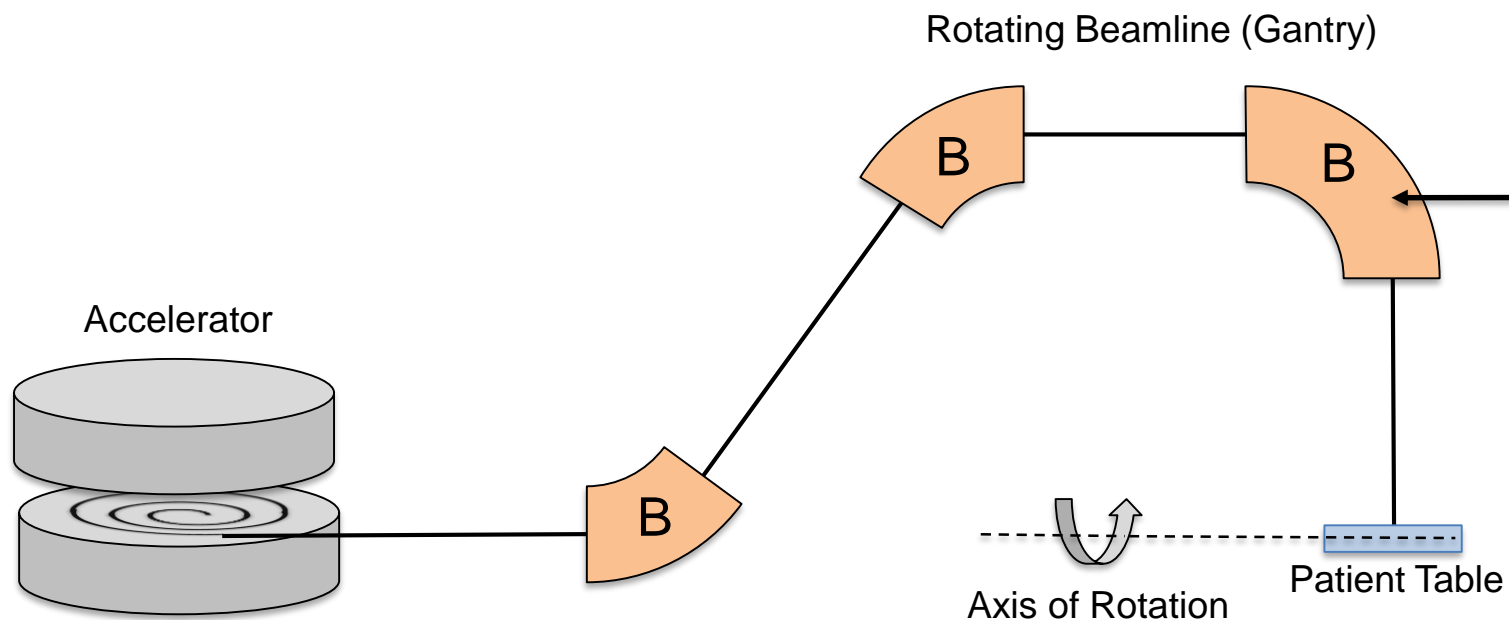 Rotating Beamline (Gantry)
B
B
Accelerator
B
Patient Table
Axis of Rotation